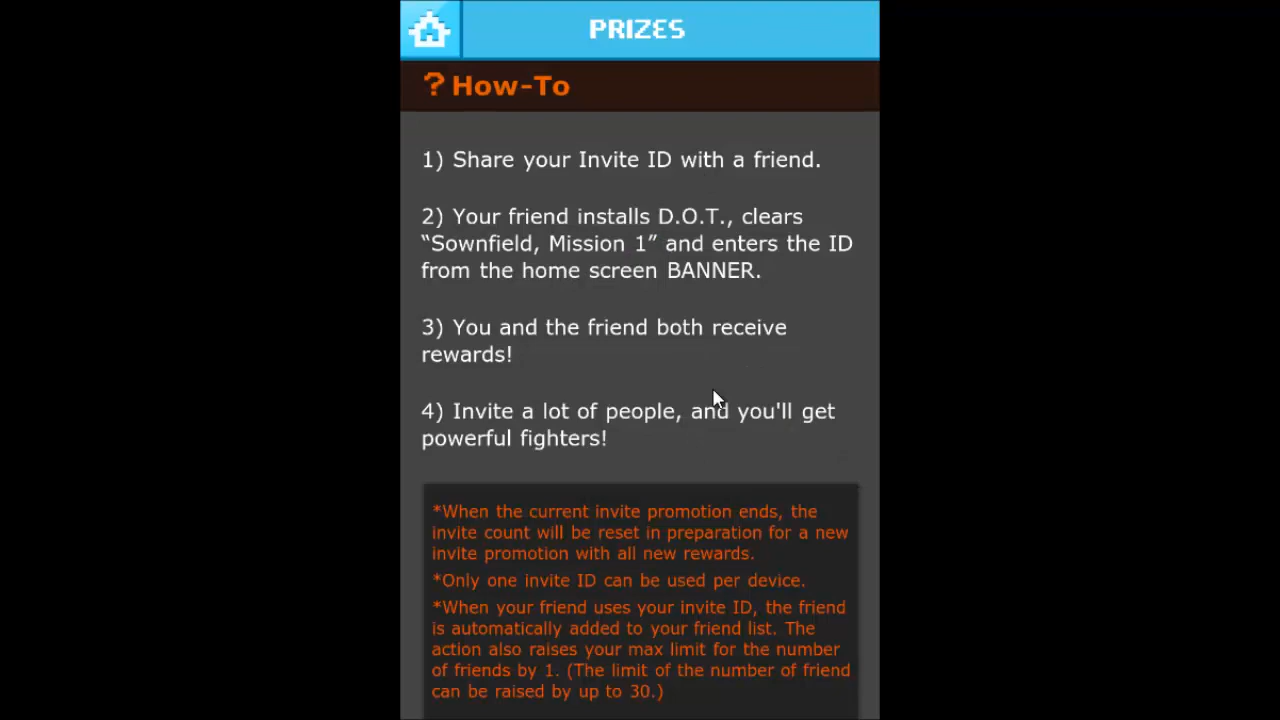 PRIZES
? How-To
1) Share your Invite ID with a friend.
2) Your friend installs D.O.T., clears
“Sownfield, Mission 1” and enters the ID
from the home screen BANNER.
3) You and the friend both receive
rewards!
4) Invite a lot of people, and you'll get
powerful fighters!
*When the current invite promotion ends, the
invite count will be reset in preparation for a new
invite promotion with all new rewards.
*Only one invite ID can be used per device.
*When your friend uses your invite ID, the friend
is automatically added to your friend list. The
action also raises your max limit for the number
of friends by 1. (The limit of the number of friend
can be raised by up to 30.)